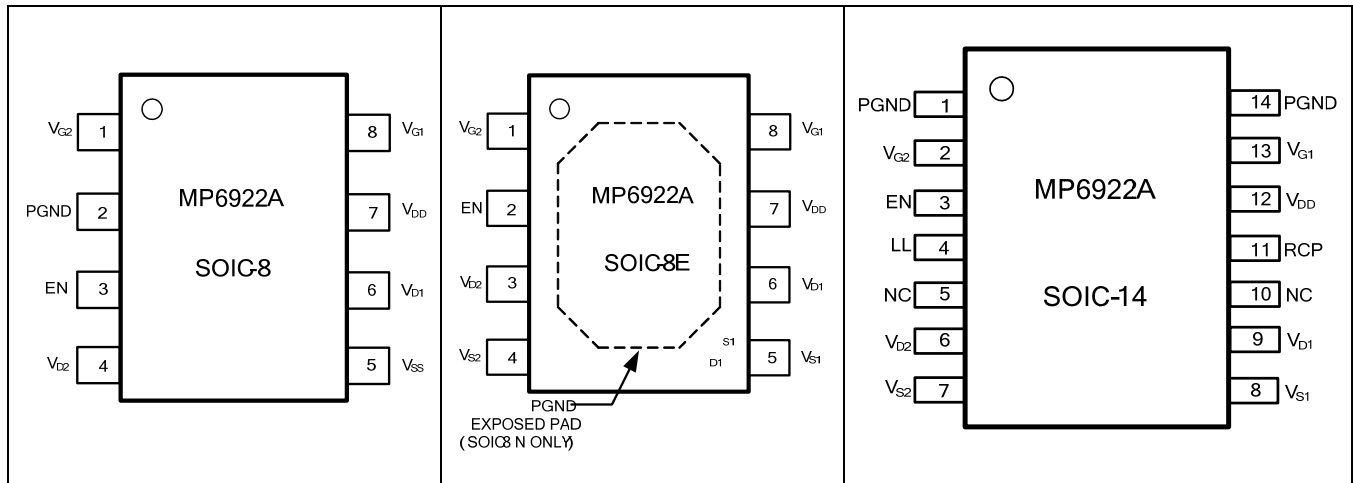 VG2 1
8 VG1
MP6922A
PGND 2
7 VDD
SOIC-8
EN 3
6 VD1
VD2 4
5 VSS
VG2 1
8 VG1
MP6922A
EN 2
7 VDD
SOIC-8E
VD2 3
6 VD1
S1
D1
VS2 4
5 VS1
PGND
EXPOSED PAD
(SOIC8 N ONLY)
PGND 1
14 PGND
VG2 2
13 VG1
MP6922A
EN 3
12 VDD
LL 4
11 RCP
NC 5
10 NC
SOIC-14
VD2 6
9 VD1
VS2 7
8 VS1